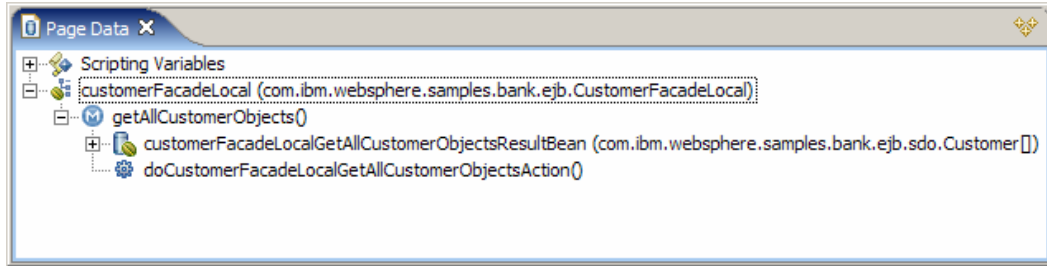 Page Data
Scripting Variables
customerFacadeLocal (com.ibm.websphere.samples.bank.ejb.CustomerFacadeLocal)
getAllCustomerObjects()
customerFacadeLocalGetAllCustomerObjectsResultBean (com.ibm.websphere.samples.bank.ejb.sdo.Customer[])
doCustomerFacadeLocalGetAllCustomerObjectsAction()